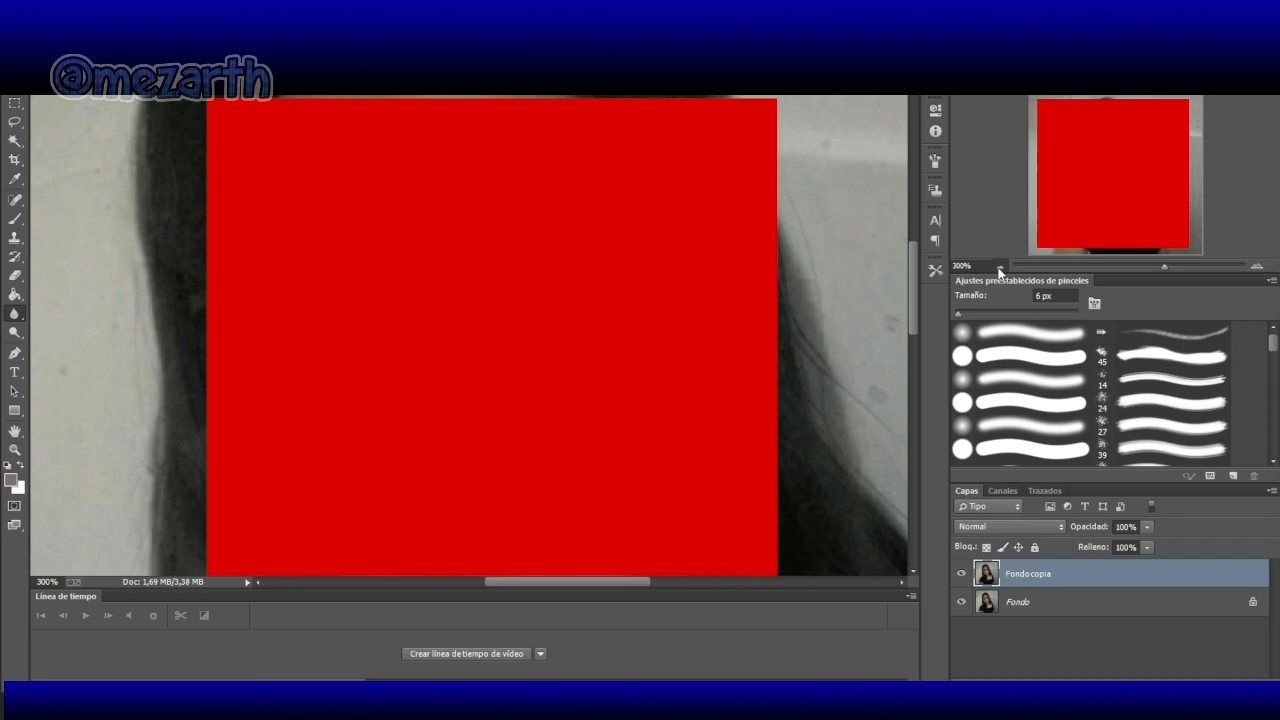 @mezarth
A|
300%
Ajustes preestablecidos de pinceles
Tamaño: 6 px
45
14
24
27
39
Capas Canales Trazados
Tipo
Normal Opacidad: 100%
Bloq.: Relleno: 100%
Fondo copia
Fondo
T
300% Doc: 1,69 MB/3,38 MB
Línea de tiempo
Crear línea de tiempo de vídeo